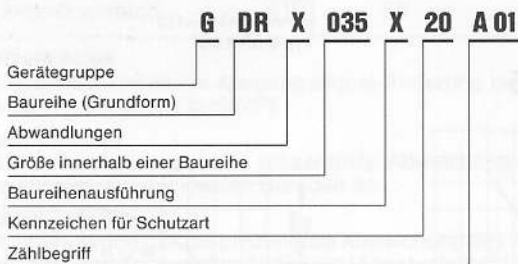 G DR X 035 X 20 A 01
Gerätegruppe
Baureihe (Grundform)
Abwandlungen
Größe innerhalb einer Baureihe
Baureihenausführung
Kennzeichen für Schutzart
Zählbegriff